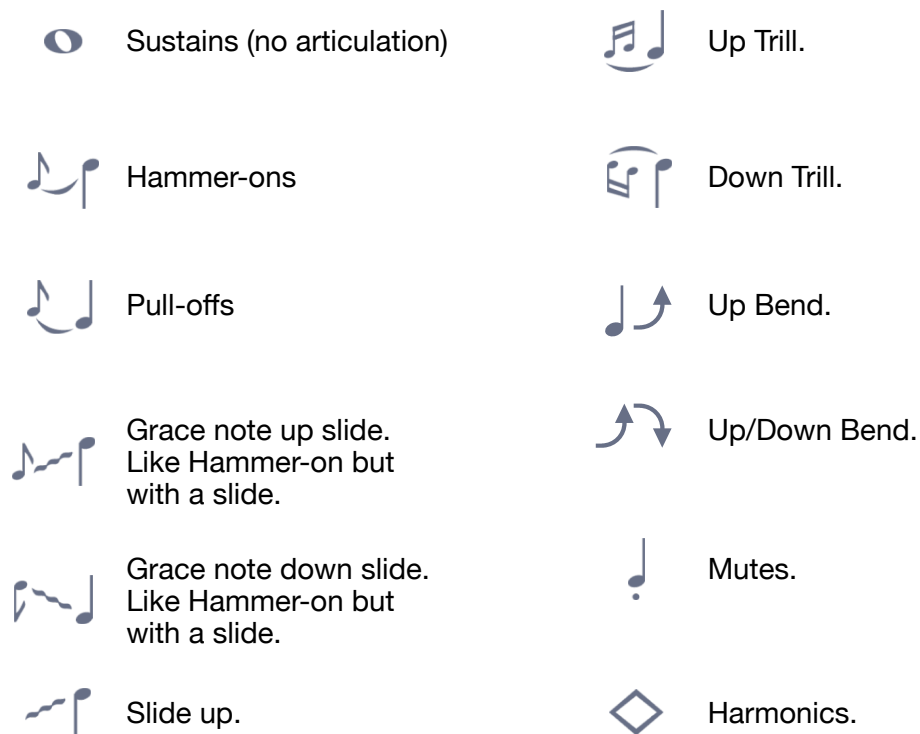 Sustains (no articulation)
Hammer-ons
Pull-offs
Grace note up slide.
Like Hammer-on but
with a slide.
Grace note down slide.
Like Hammer-on but
with a slide.
Slide up.
Up Trill.
Down Trill.
Up Bend.
Up/Down Bend.
Mutes.
Harmonics.